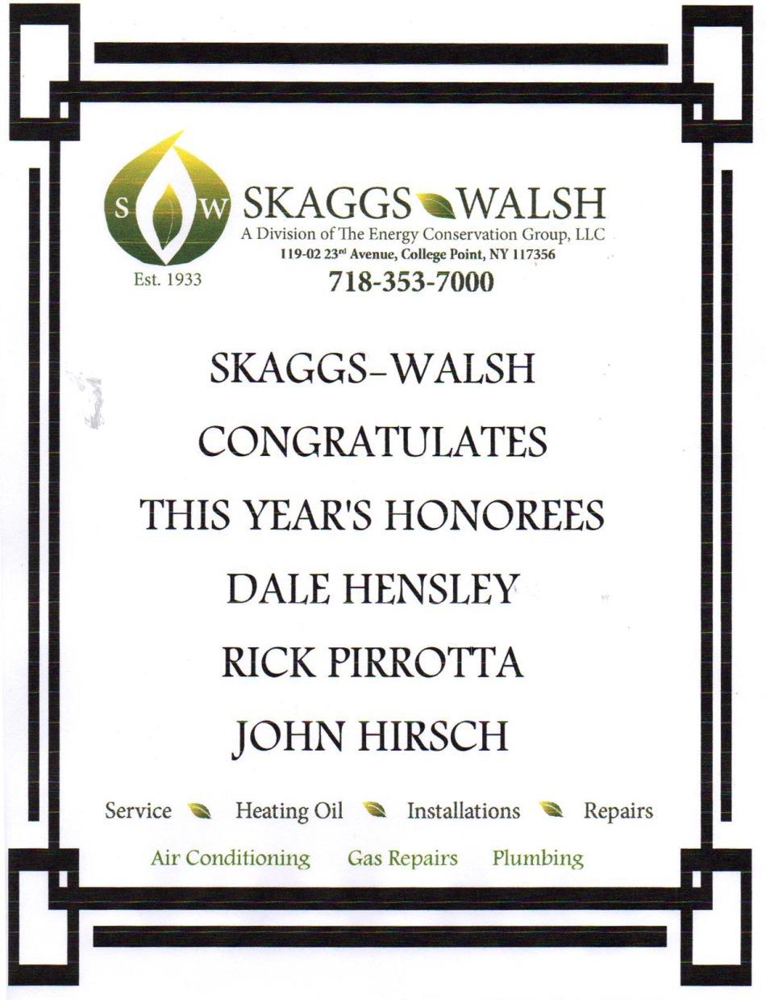 S W
SKAGGS WALSH
A Division of The Energy Conservation Group, LLC
119-02 23rd Avenue, College Point, NY 117356
Est. 1933
718-353-7000
SKAGGS-WALSH
CONGRATULATES
THIS YEAR'S HONOREES
DALE HENSLEY
RICK PIRROTTA
JOHN HIRSCH
Service Heating Oil Installations Repairs
Air Conditioning Gas Repairs Plumbing